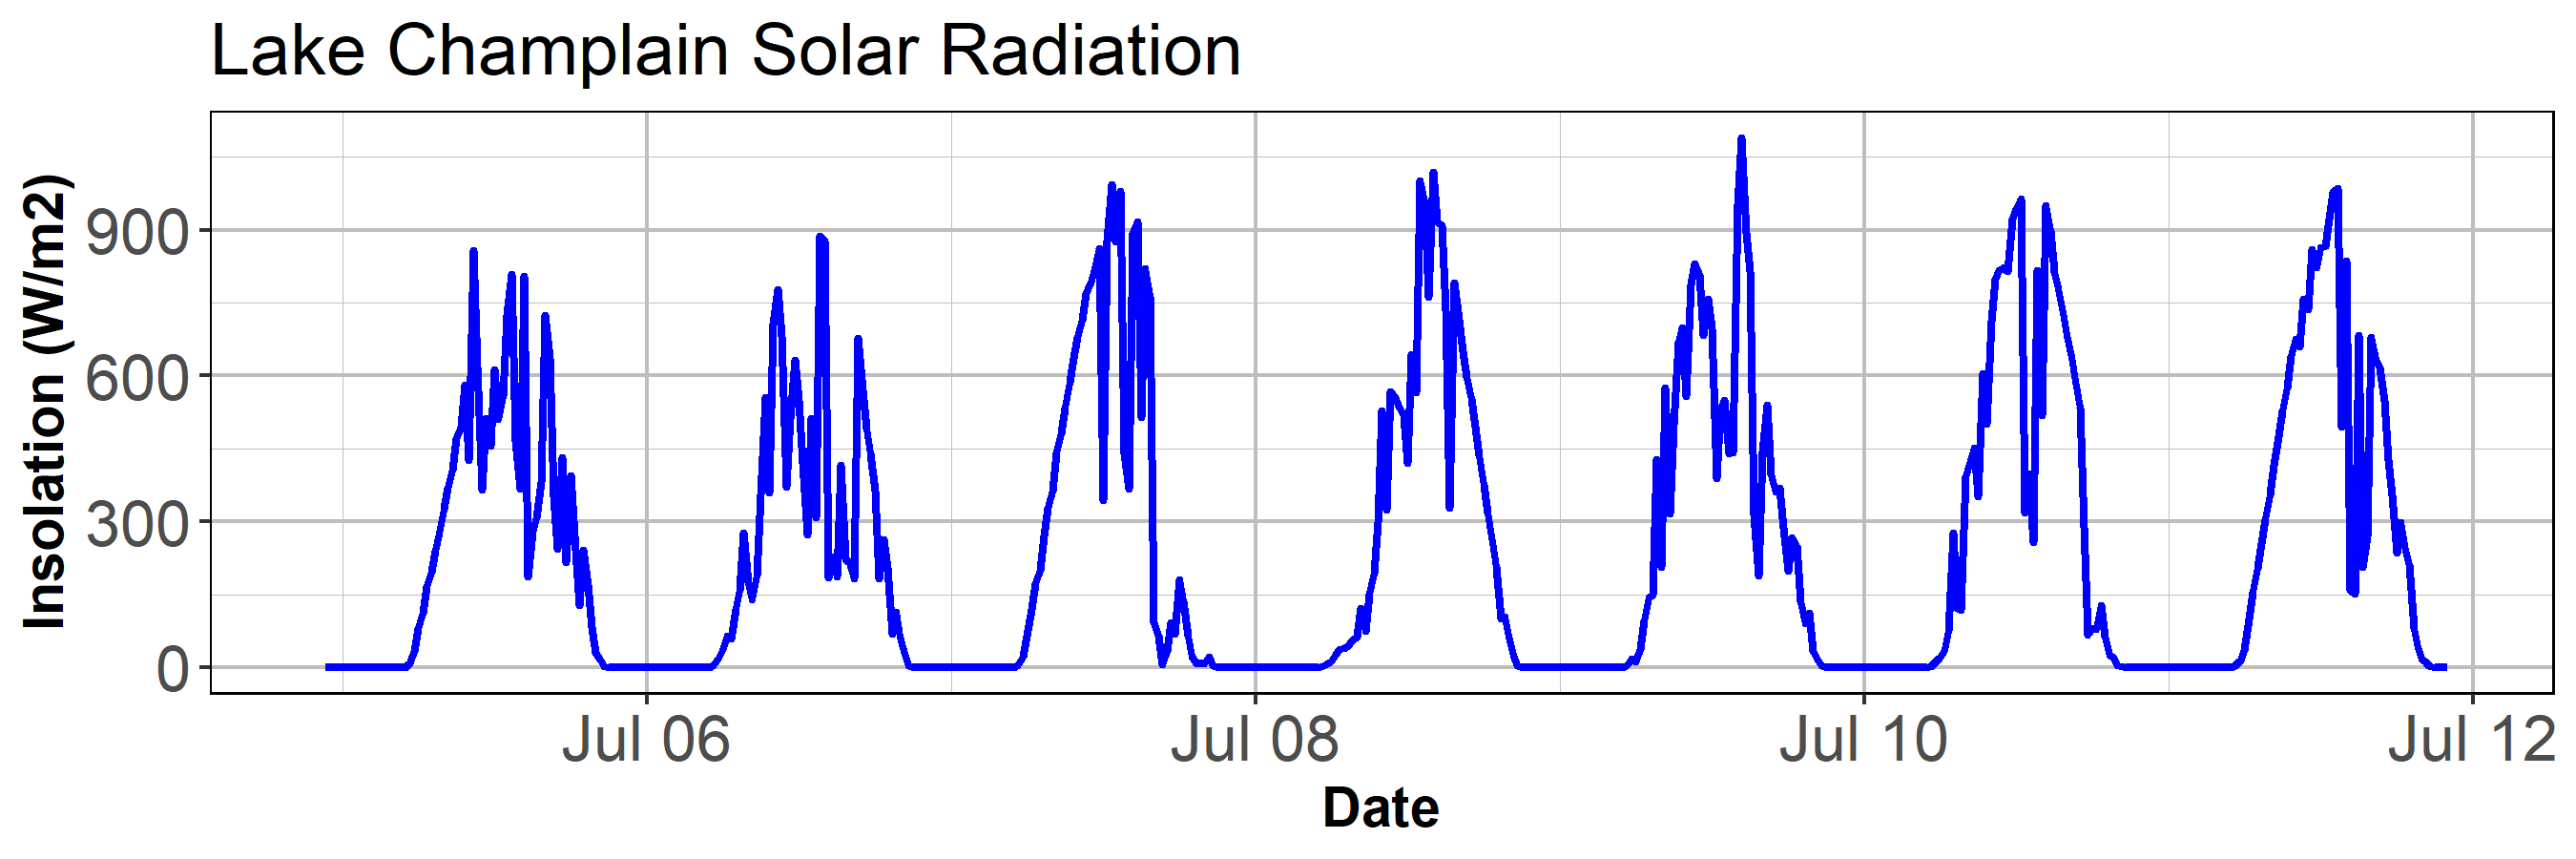 Lake Champlain Solar Radiation
Insolation (W/m2)
900
600
300
0
Jul 06 Jul 08 Jul 10 Jul 12
Date